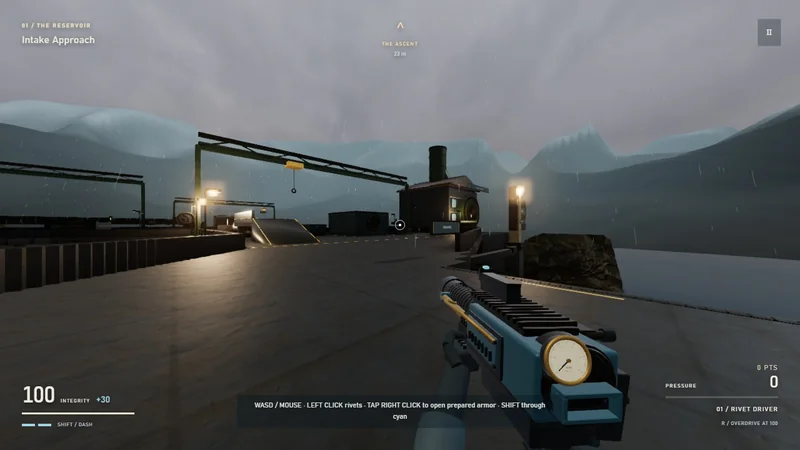 01 / THE RESERVOIR
Intake Approach
THE ASCENT
II
100 INTEGRITY +30
SHIFT / DASH
WASD / MOUSE · LEFT CLICK rivets · TAP RIGHT CLICK to open prepared armor · SHIFT through
cyan
0 PTS
PRESSURE 0
01 / RIVET DRIVER
R / OVERDRIVE AT 100